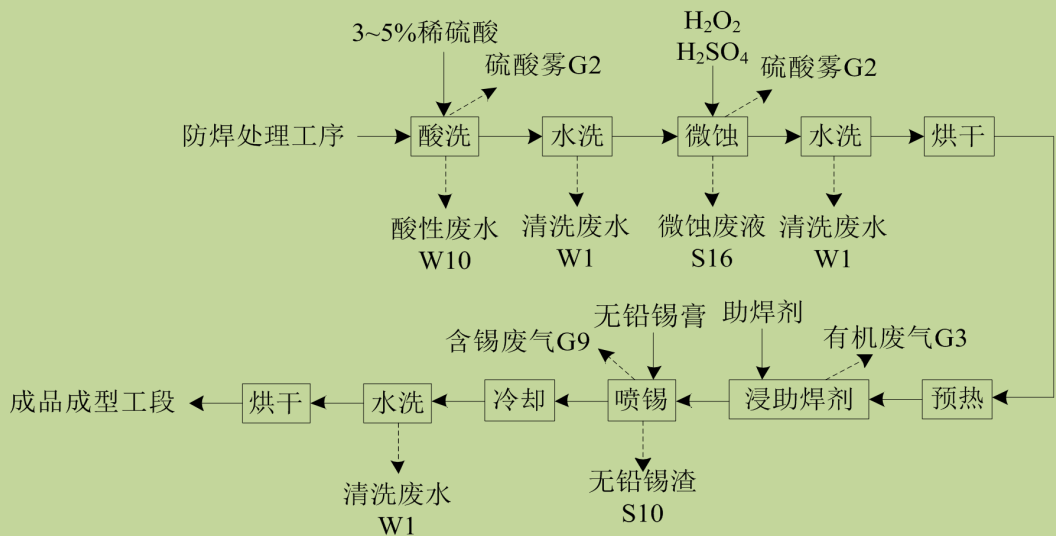 H₂O₂
3~5%稀硫酸
H₂SO₄
硫酸雾G2
硫酸雾G2
防焊处理工序
酸洗
水洗
微蚀
水洗
烘干
酸性废水
W10
清洗废水
W1
微蚀废液
S16
清洗废水
W1
无铅锡膏
助焊剂
含锡废气G9
有机废气G3
成品成型工段
烘干
水洗
冷却
喷锡
浸助焊剂
预热
清洗废水
W1
无铅锡渣
S10